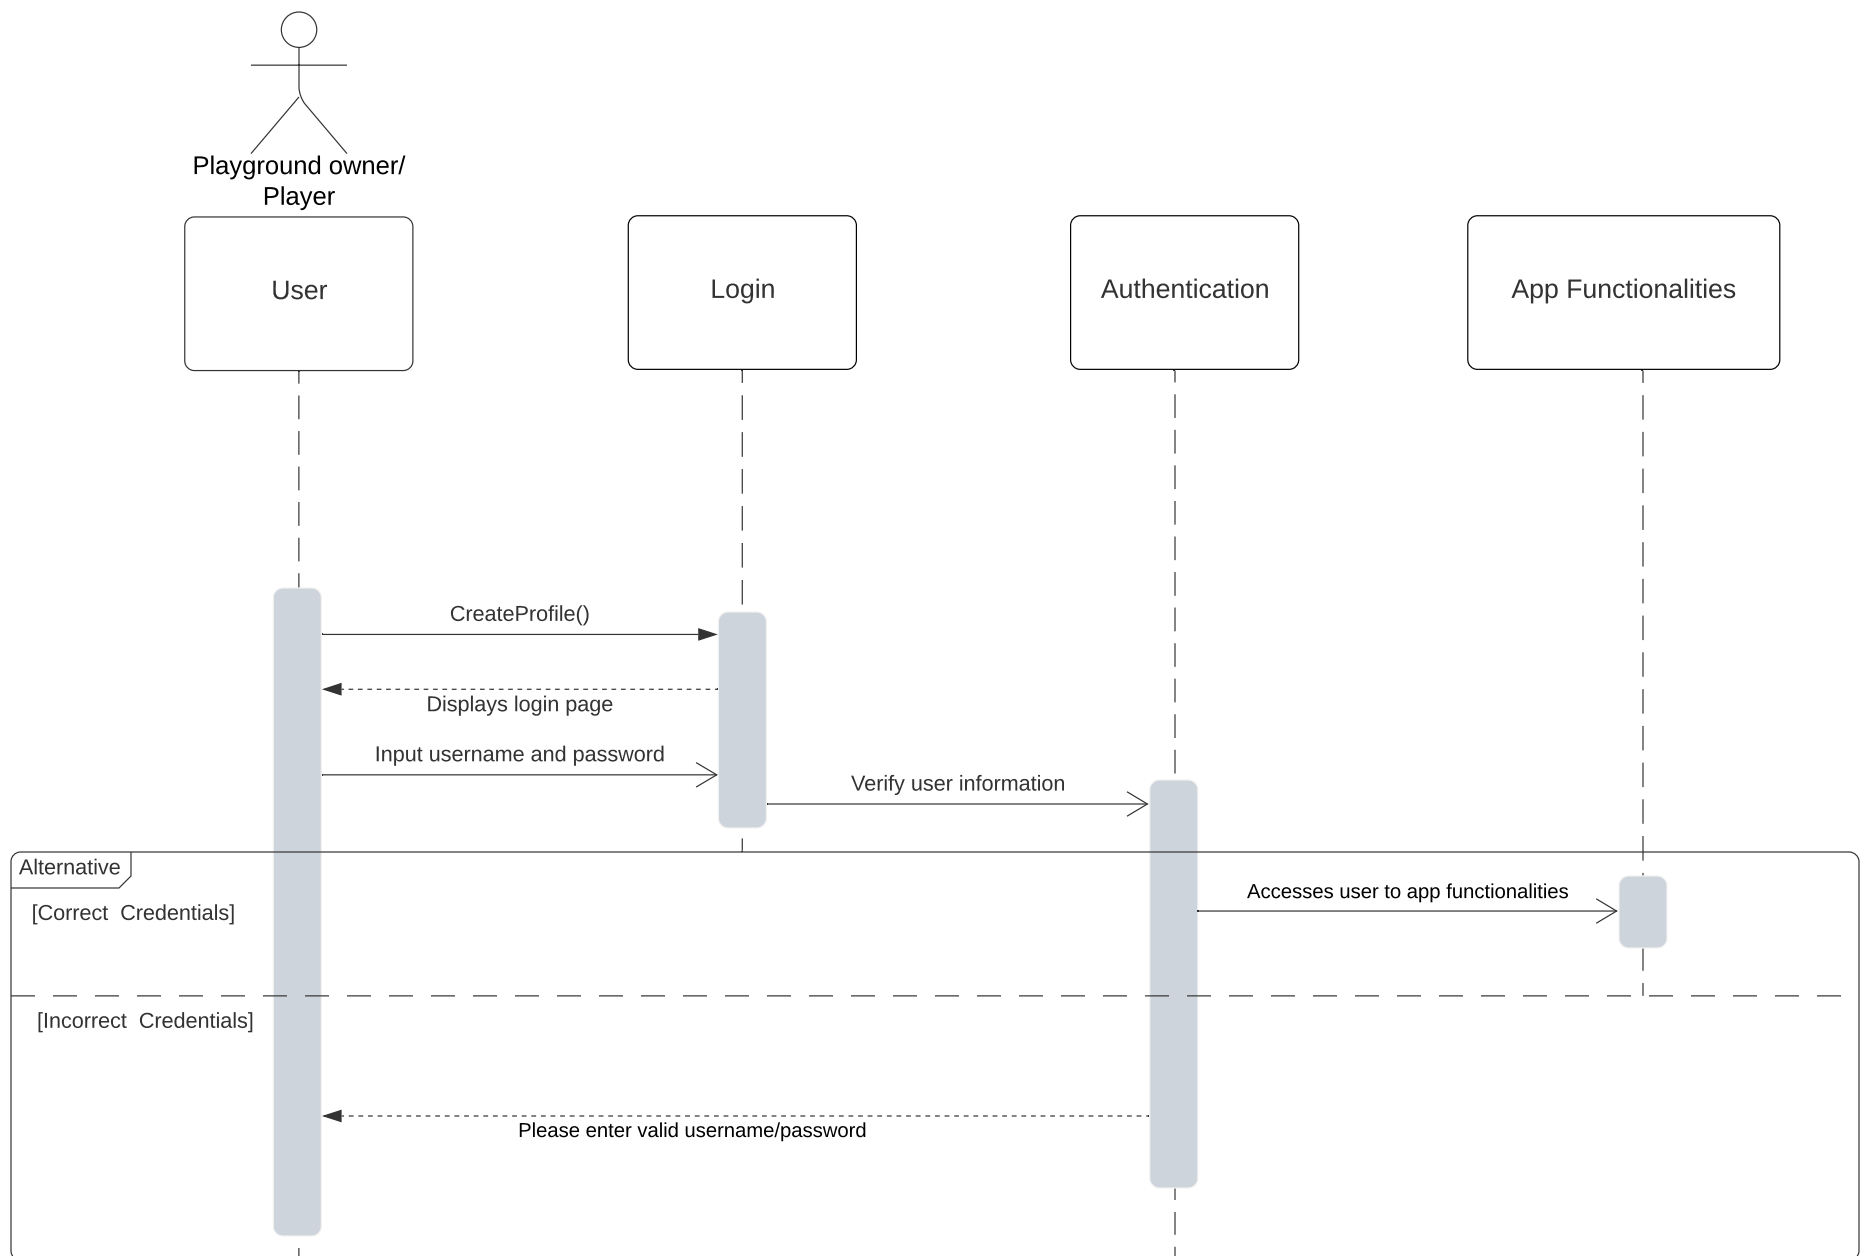 Playground owner/
Player
User
Login
Authentication
App Functionalities
CreateProfile()
Displays login page
Input username and password
Verify user information
Alternative
Accesses user to app functionalities
[Correct  Credentials]
[Incorrect  Credentials]
Please enter valid username/password